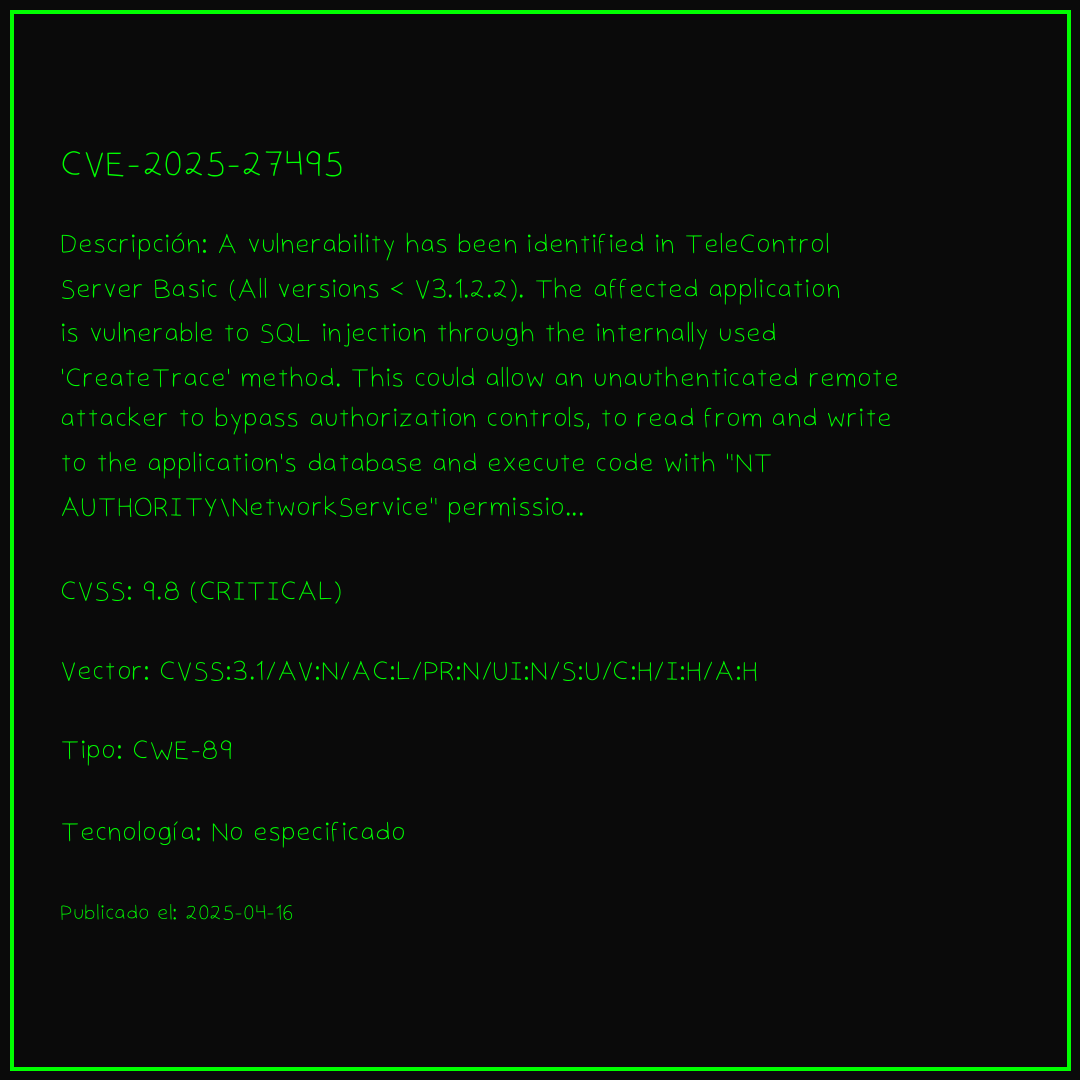 CVE-2025-27495
Descripción: A vulnerability has been identified in TeleControl
Server Basic (All versions < V3.1.2.2). The affected application
is vulnerable to SQL injection through the internally used
'CreateTrace' method. This could allow an unauthenticated remote
attacker to bypass authorization controls, to read from and write
to the application's database and execute code with "NT
AUTHORITY\NetworkService" permissio...
CVSS: 9.8 (CRITICAL)
Vector: CVSS:3.1/AV:N/AC:L/PR:N/UI:N/S:U/C:H/I:H/A:H
Tipo: CWE-89
Tecnología: No especificado
Publicado el: 2025-04-16